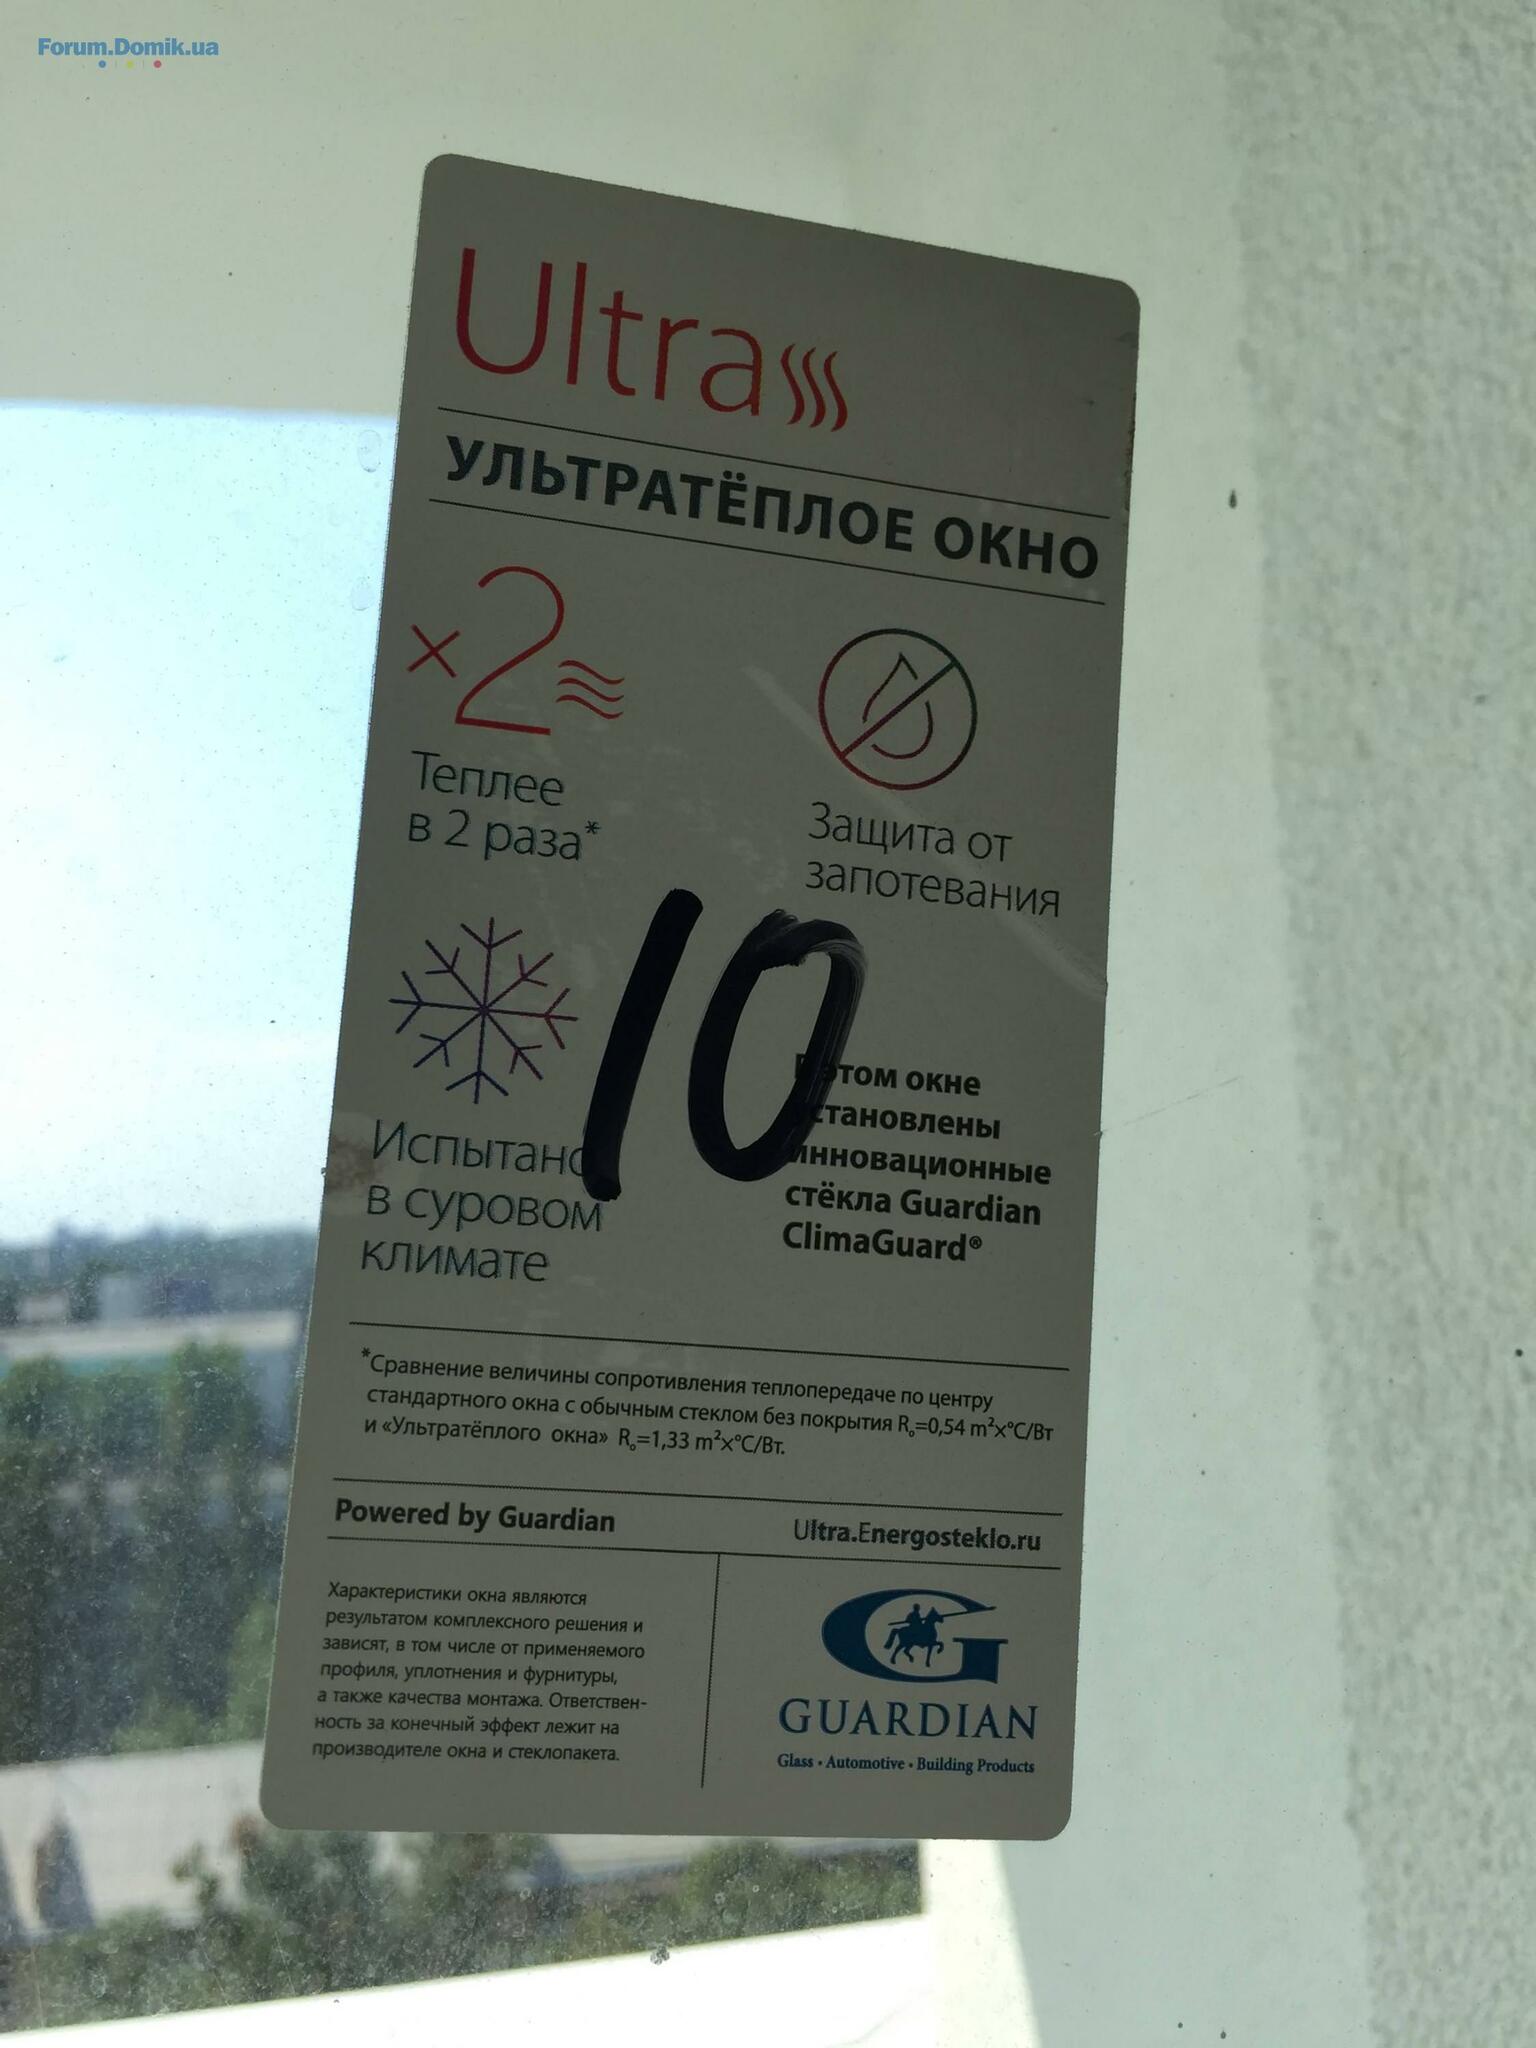 Forum.Domik.ua
Ultra
УЛЬТРАТЁПЛОЕ ОКНО
×2
Теплее
в 2 раза*
Защита от
запотевания
10
Испытано
в суровом
климате
В этом окне
установлены
инновационные
стёкла Guardian
ClimaGuard®
*Сравнение величины сопротивления теплопередаче по центру
стандартного окна с обычным стеклом без покрытия R₀=0,54 m²×°C/Вт
и «Ультратёплого окна» R₀=1,33 m²×°C/Вт.
Powered by Guardian
Ultra.Energosteklo.ru
Характеристики окна являются
результатом комплексного решения и
зависят, в том числе от применяемого
профиля, уплотнения и фурнитуры,
а также качества монтажа. Ответствен-
ность за конечный эффект лежит на
производителе окна и стеклопакета.
G
GUARDIAN
Glass • Automotive • Building Products